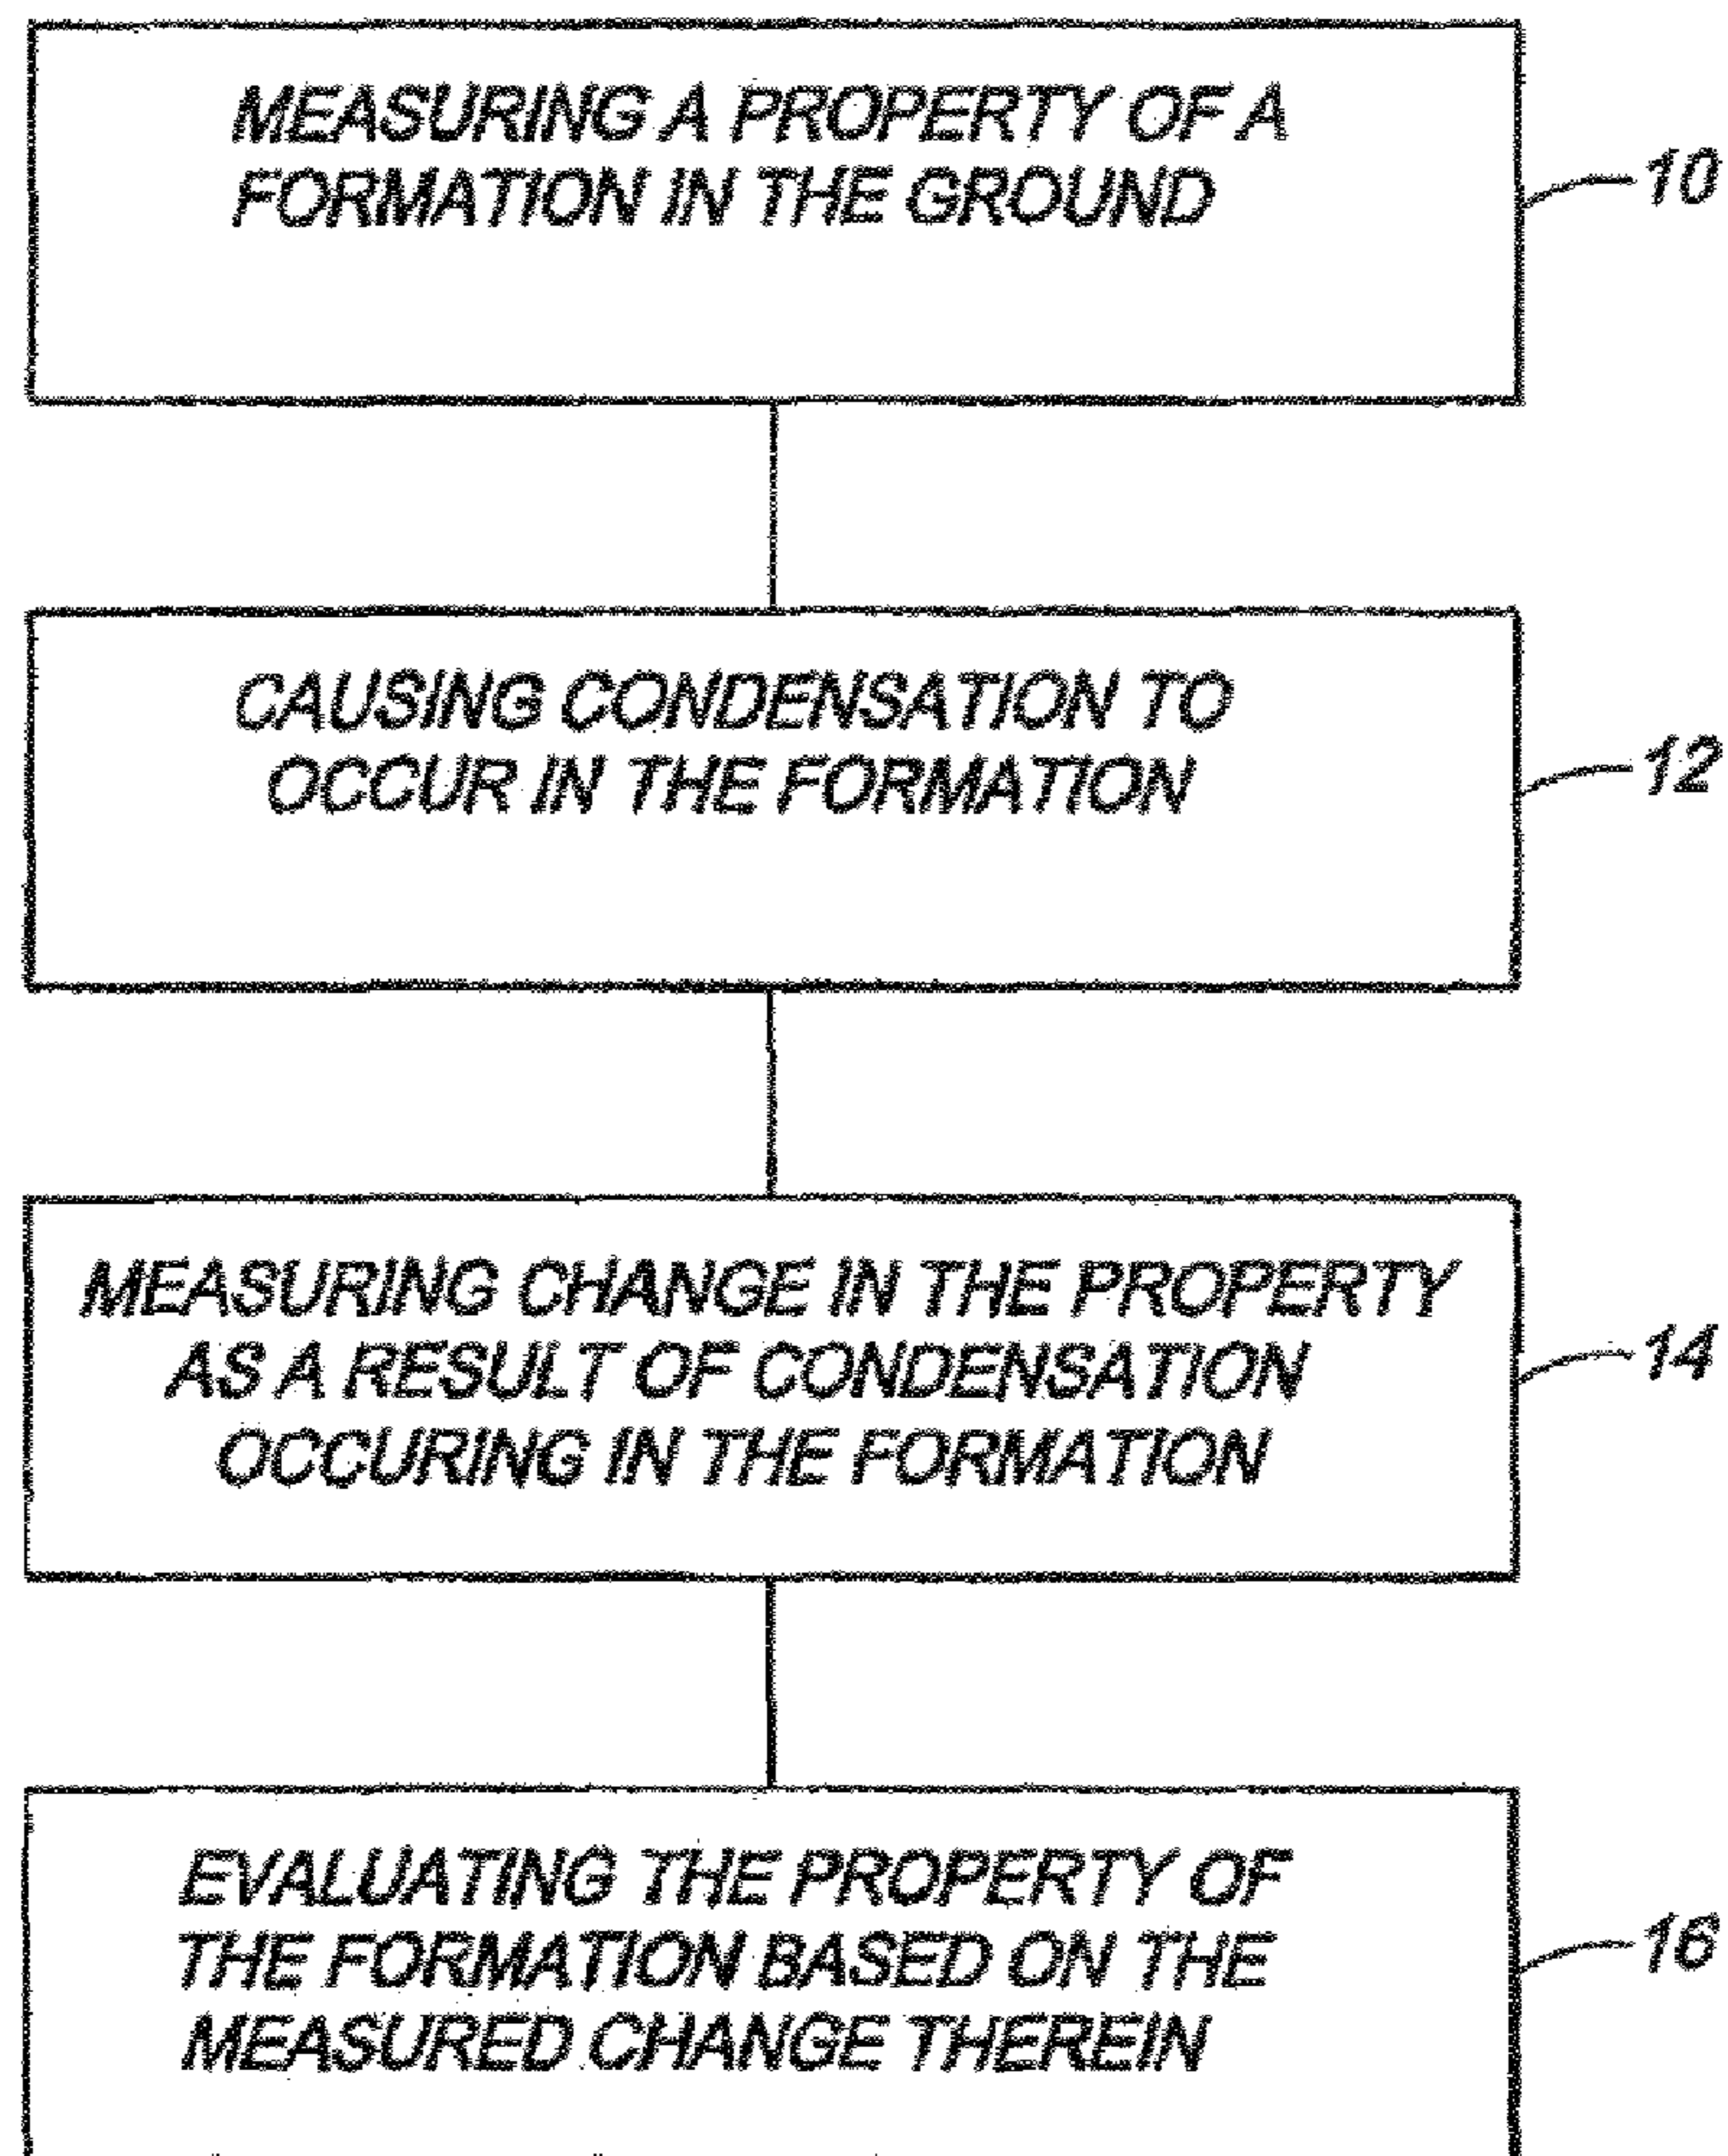 MEASURING A PROPERTY OF A
FORMATION IN THE GROUND
10
CAUSING CONDENSATION TO
OCCUR IN THE FORMATION
12
MEASURING CHANGE IN THE PROPERTY
AS A RESULT OF CONDENSATION
OCCURING IN THE FORMATION
14
EVALUATING THE PROPERTY OF
THE FORMATION BASED ON THE
MEASURED CHANGE THEREIN
16